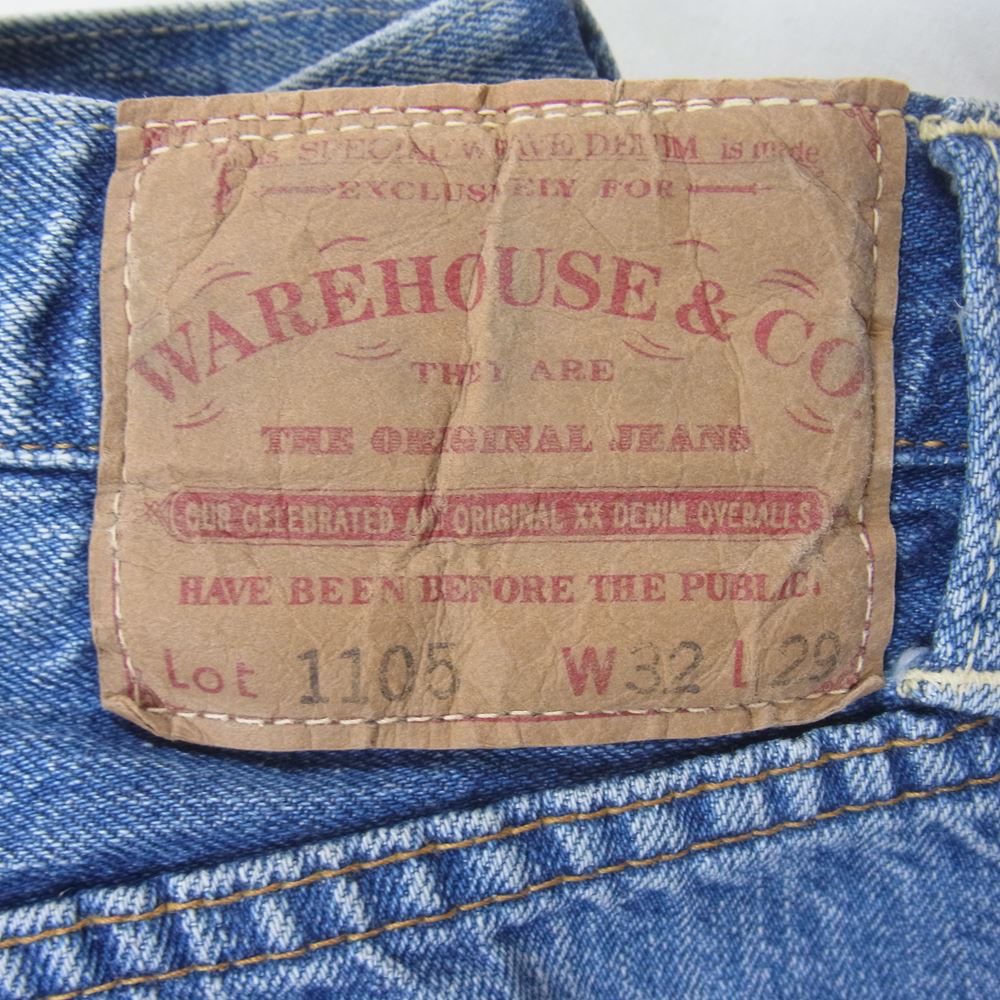 This SPECIAL WEAVE DENIM is made
EXCLUSIVELY FOR
WAREHOUSE & CO.
THEY ARE
THE ORIGINAL JEANS
OUR CELEBRATED AND ORIGINAL XX DENIM OVERALLS
HAVE BEEN BEFORE THE PUBLIC.
Lot 1105 W32 L29